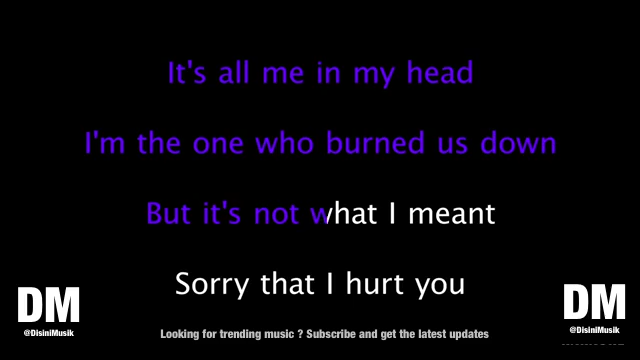 It's all me in my head
I'm the one who burned us down
But it's not what I meant
Sorry that I hurt you
DM
@DisiniMusik
DM
@DisiniMusik
Looking for trending music ? Subscribe and get the latest updates